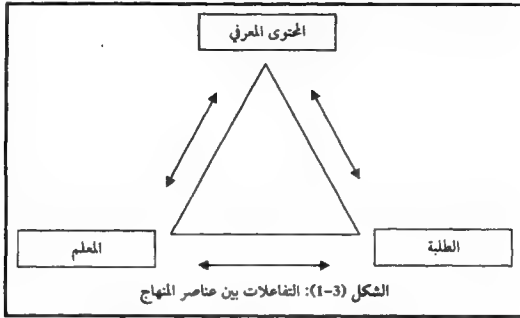 المحتوى المعرفي
المعلم
الطلبة
الشكل (3-1): التفاعلات بين عناصر المنهاج